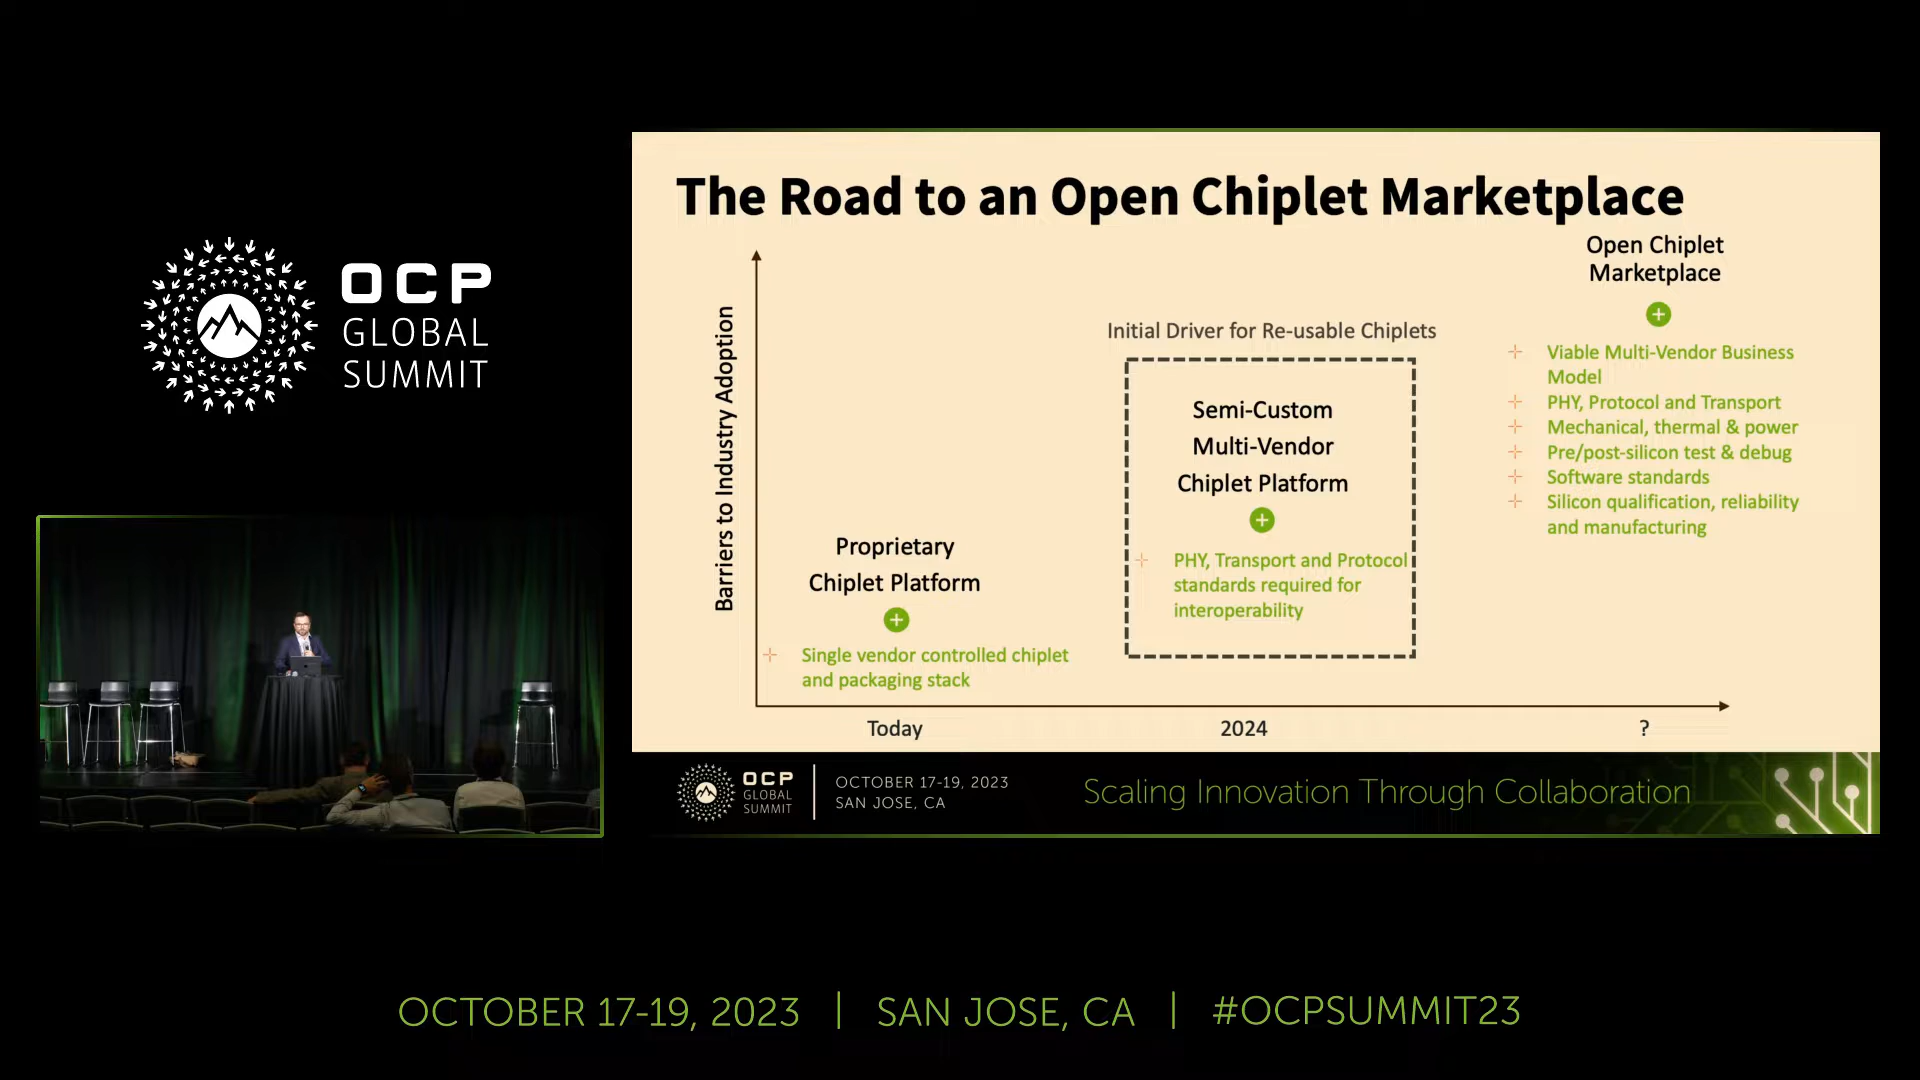 OCP
GLOBAL
SUMMIT
The Road to an Open Chiplet Marketplace
Barriers to Industry Adoption
Proprietary
Chiplet Platform
Single vendor controlled chiplet
and packaging stack
Initial Driver for Re-usable Chiplets
Semi-Custom
Multi-Vendor
Chiplet Platform
PHY, Transport and Protocol
standards required for
interoperability
Open Chiplet
Marketplace
Viable Multi-Vendor Business
Model
PHY, Protocol and Transport
Mechanical, thermal & power
Pre/post-silicon test & debug
Software standards
Silicon qualification, reliability
and manufacturing
Today
2024
?
OCP
GLOBAL
SUMMIT
OCTOBER 17-19, 2023
SAN JOSE, CA
Scaling Innovation Through Collaboration
OCTOBER 17-19, 2023 | SAN JOSE, CA | #OCPSUMMIT23